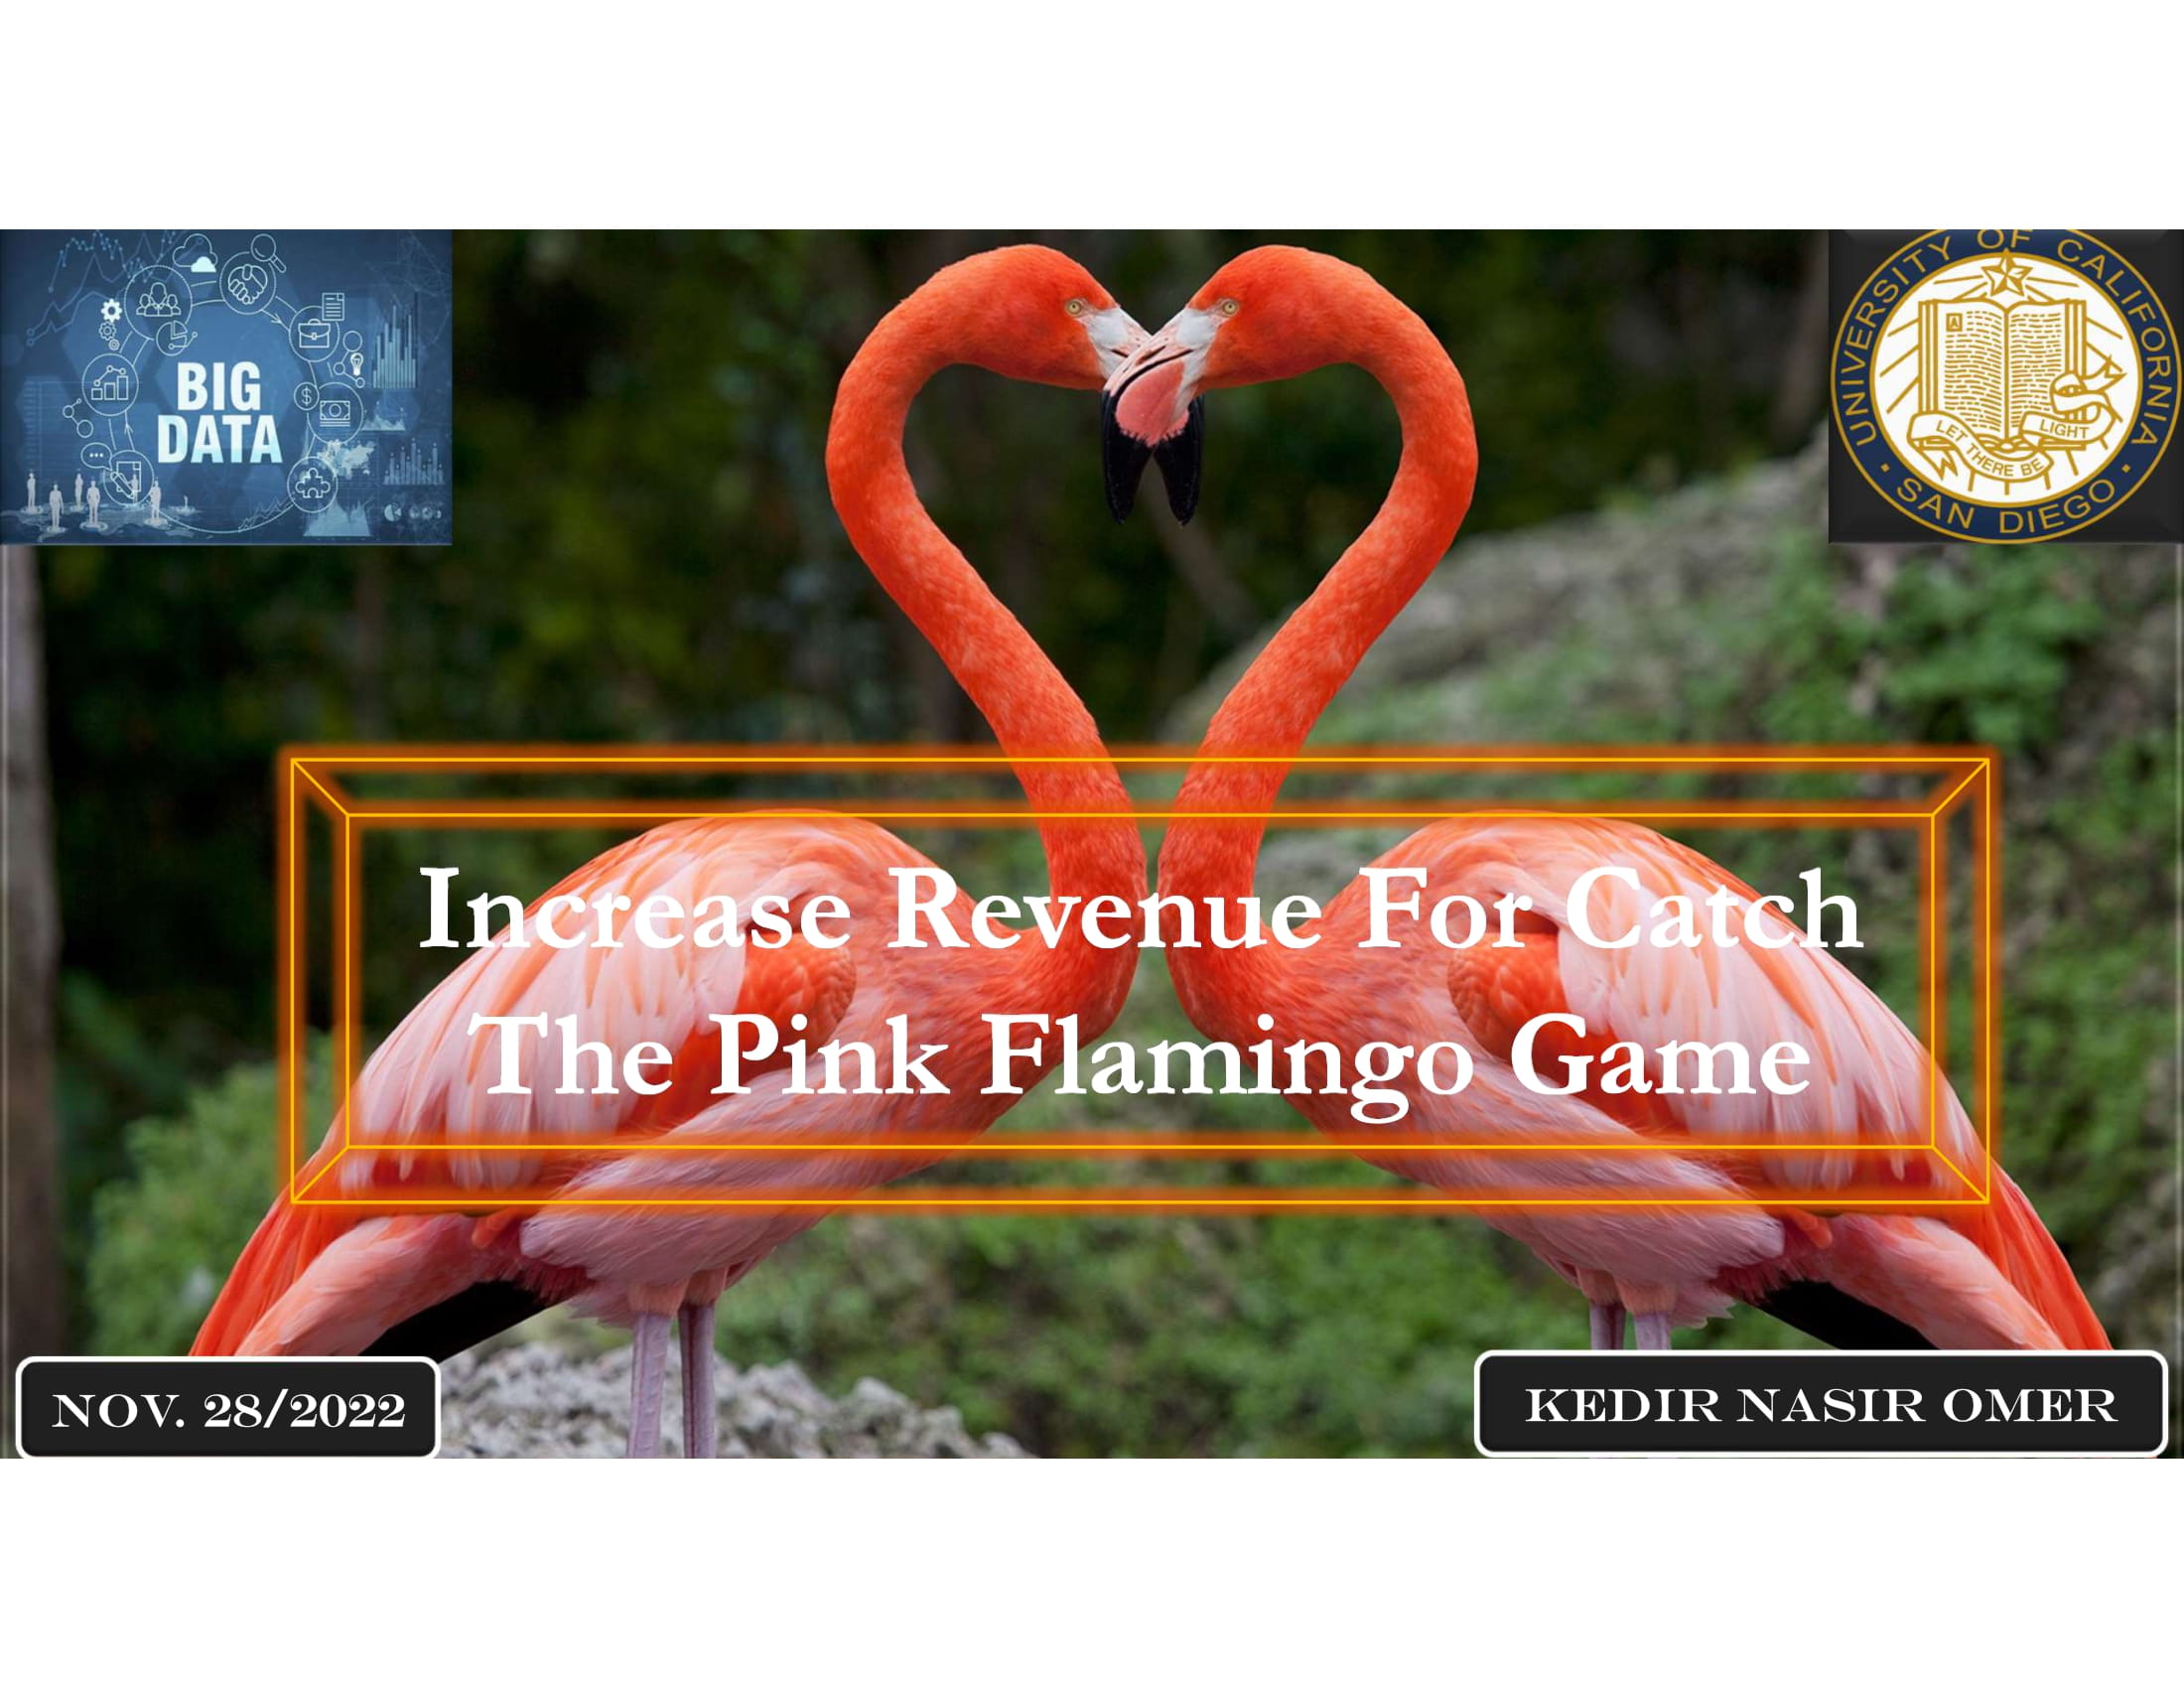 BIG
DATA
UNIVERSITY OF CALIFORNIA
SAN DIEGO
LET THERE BE LIGHT
A
Increase Revenue For Catch
The Pink Flamingo Game
NOV. 28/2022
KEDIR NASIR OMER